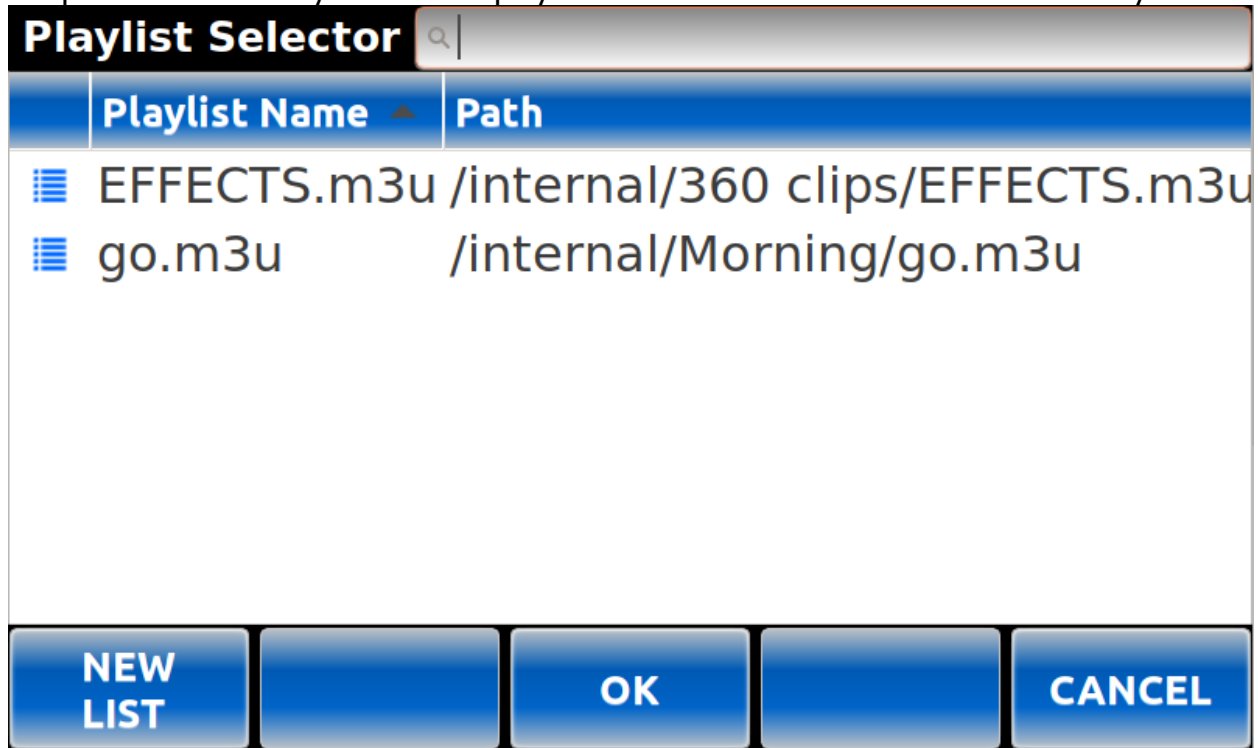 Playlist Selector
Playlist Name Path
EFFECTS.m3u /internal/360 clips/EFFECTS.m3u
go.m3u /internal/Morning/go.m3u
NEW LIST OK CANCEL